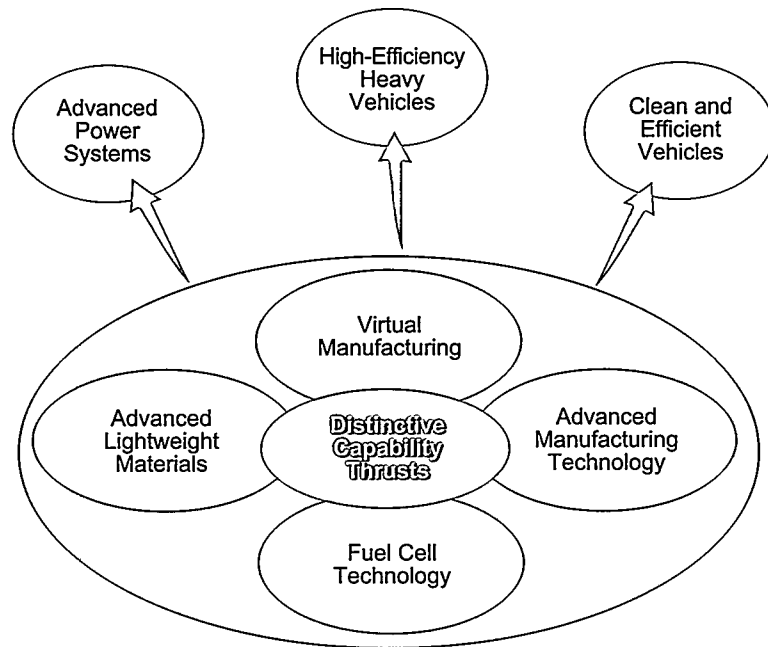 High-Efficiency
Heavy
Vehicles
Advanced
Power
Systems
Clean and
Efficient
Vehicles
Virtual
Manufacturing
Advanced
Lightweight
Materials
Distinctive
Capability
Thrusts
Advanced
Manufacturing
Technology
Fuel Cell
Technology